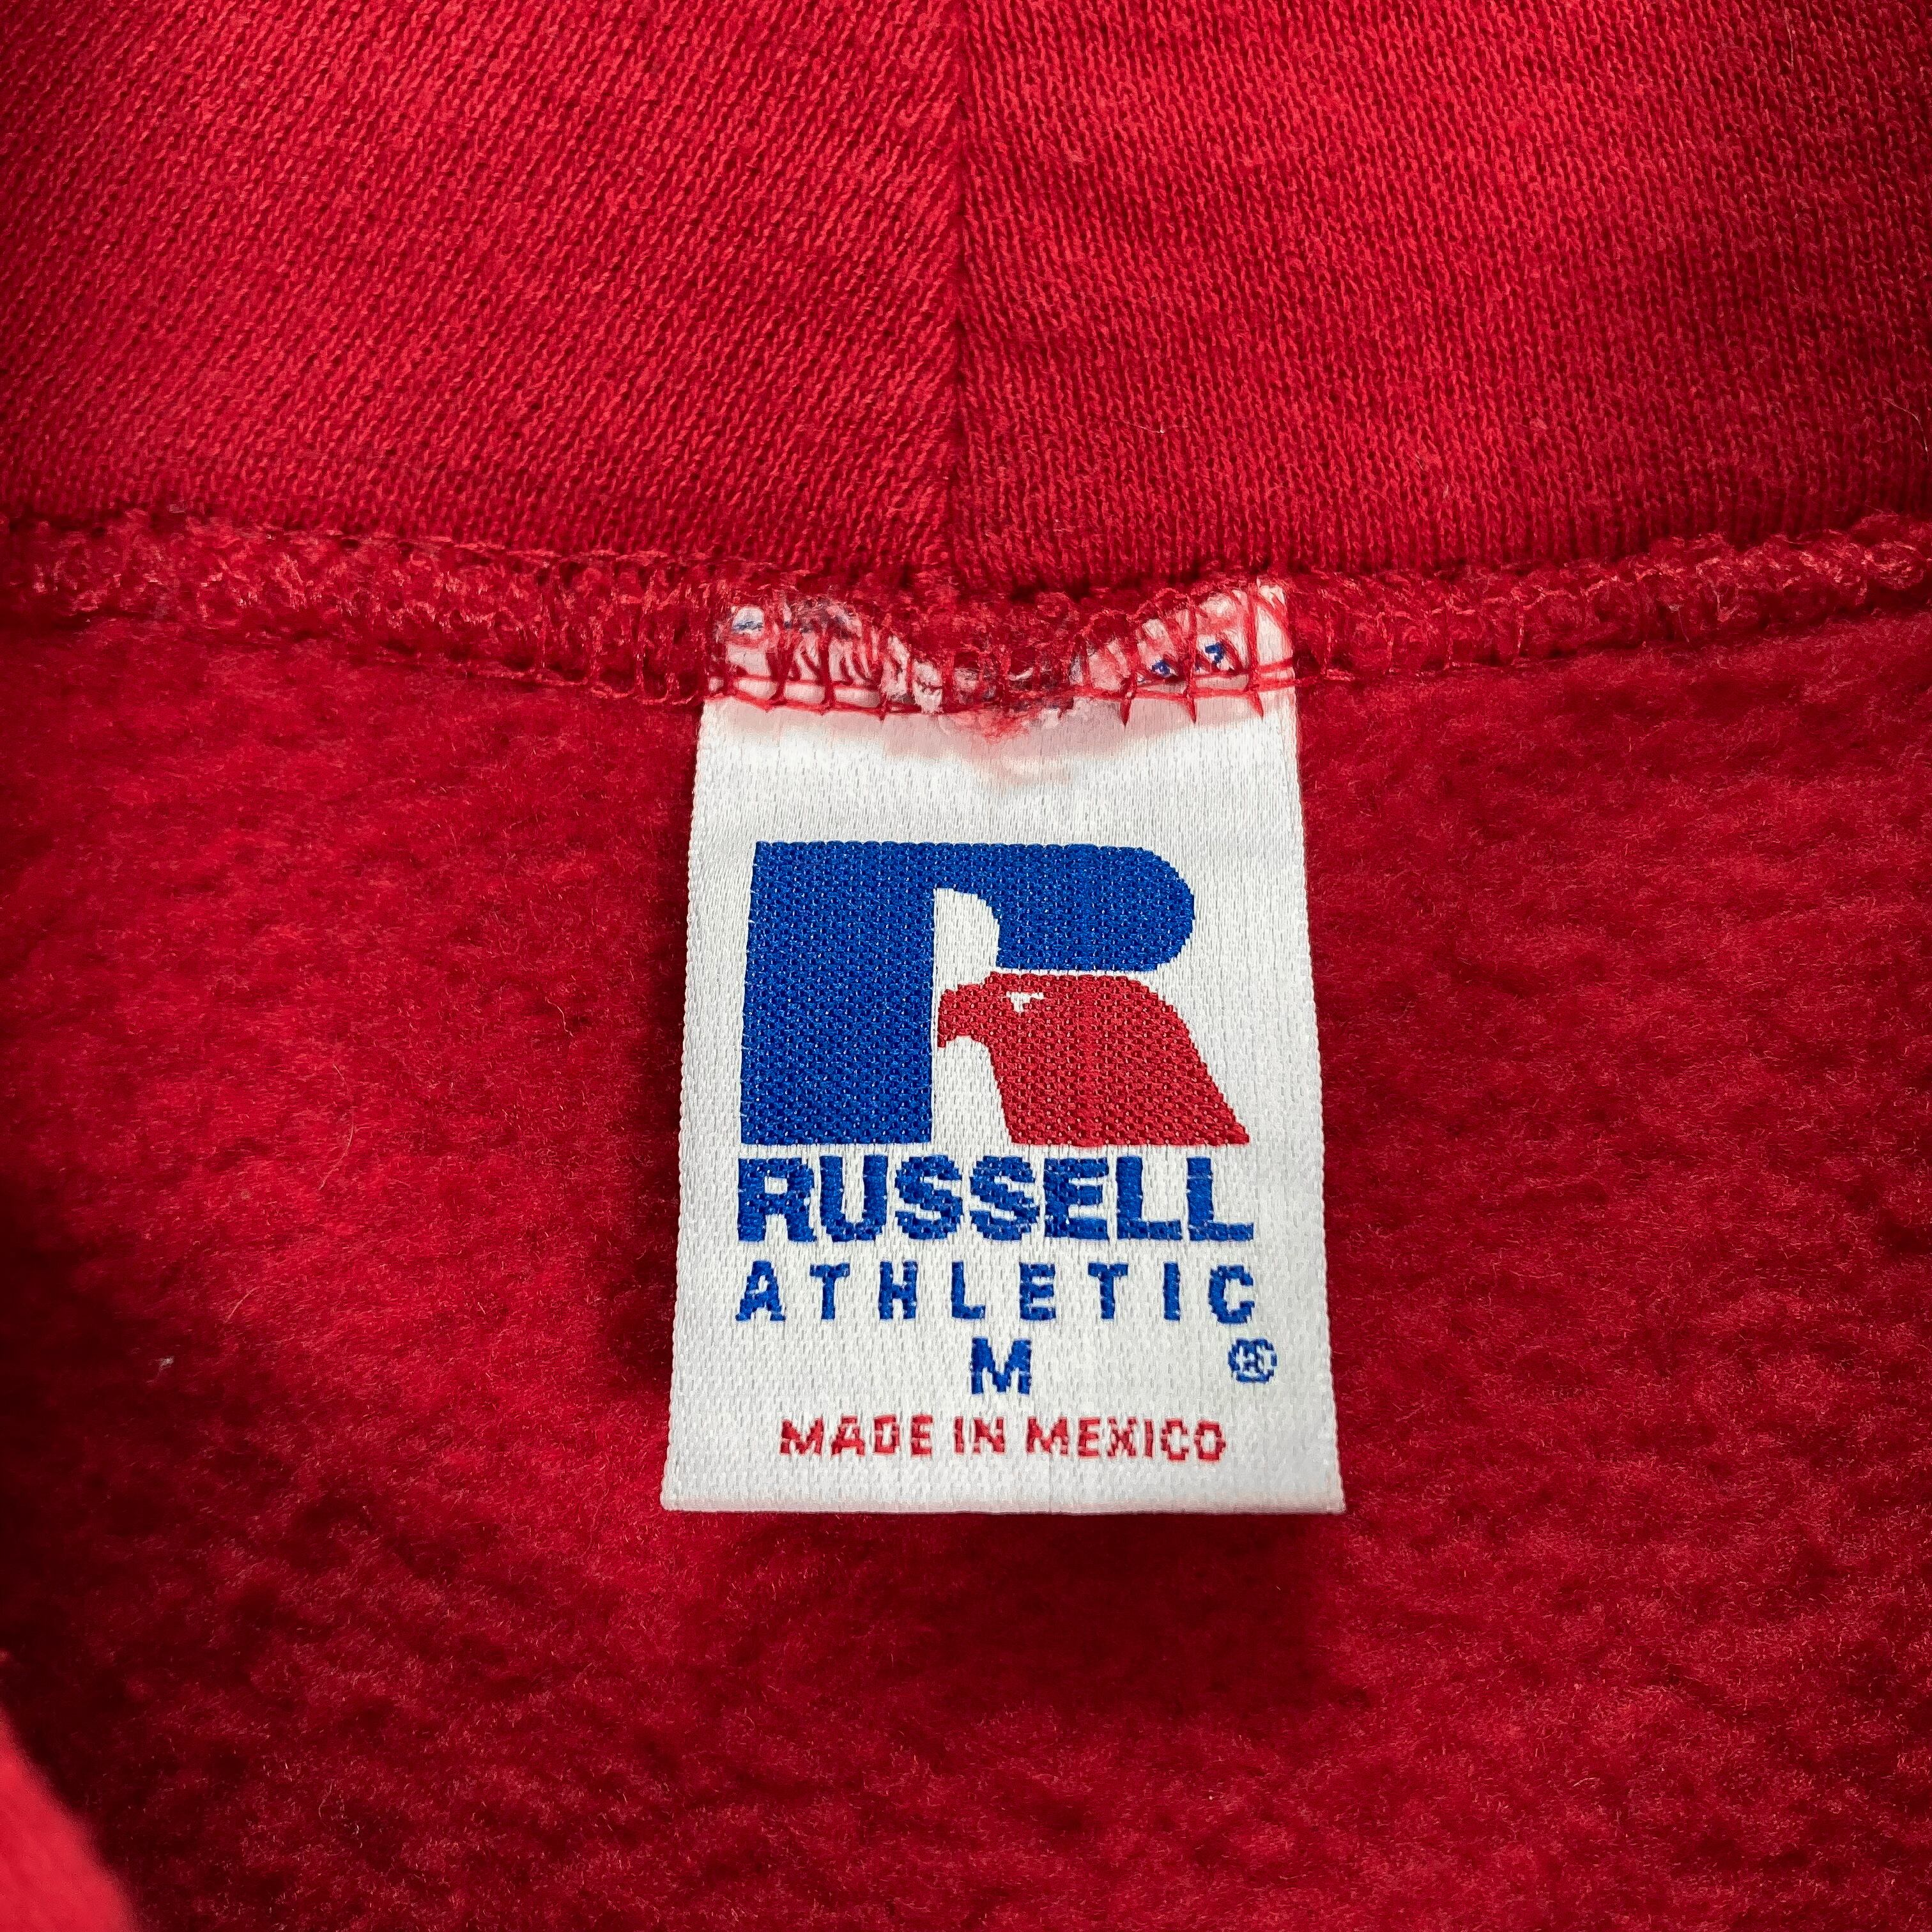 RUSSELL
ATHLETIC
M ®
MADE IN MEXICO